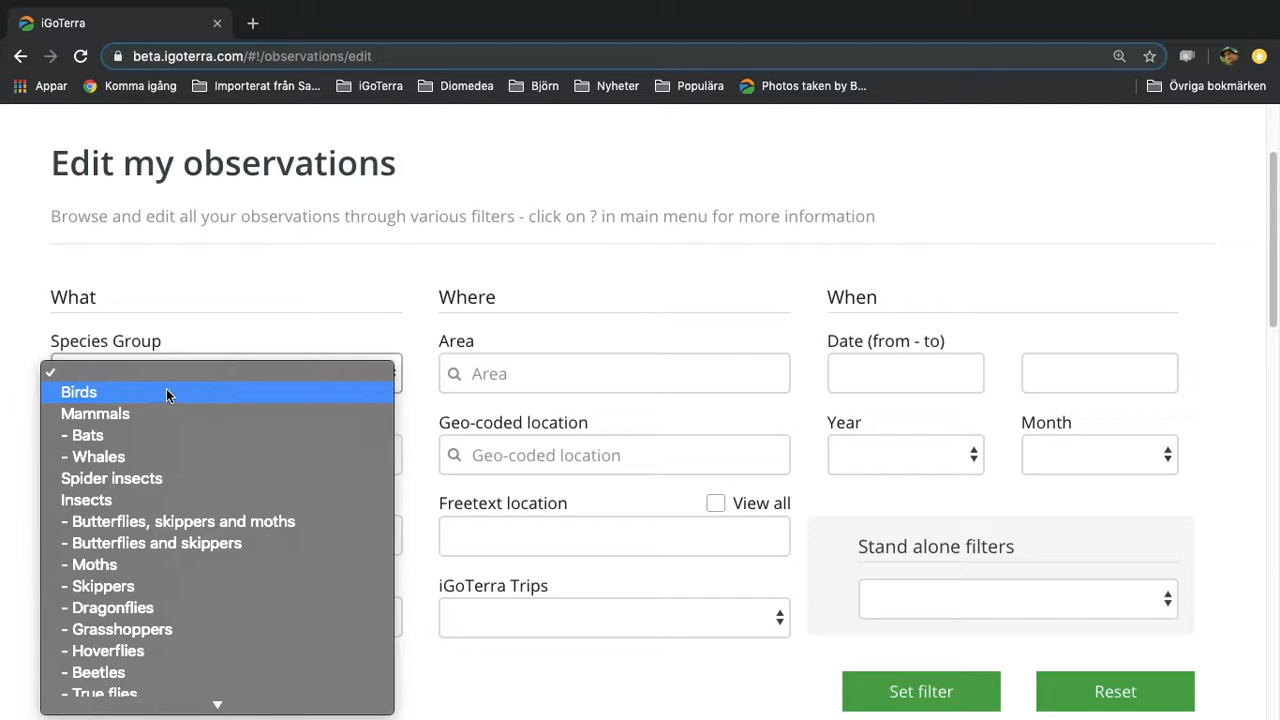 iGoTerra
beta.igoterra.com/#!/observations/edit
Appar Komma igång Importerat från Sa... iGoTerra Diomedea Björn Nyheter Populära Photos taken by B... Övriga bokmärken
Edit my observations
Browse and edit all your observations through various filters - click on ? in main menu for more information
What
Species Group
Birds
Mammals
- Bats
- Whales
Spider insects
Insects
- Butterflies, skippers and moths
- Butterflies and skippers
- Moths
- Skippers
- Dragonflies
- Grasshoppers
- Hoverflies
- Beetles
- True flies
Where
Area
Area
Geo-coded location
Geo-coded location
Freetext location View all
iGoTerra Trips
When
Date (from - to)
Year Month
Stand alone filters
Set filter Reset